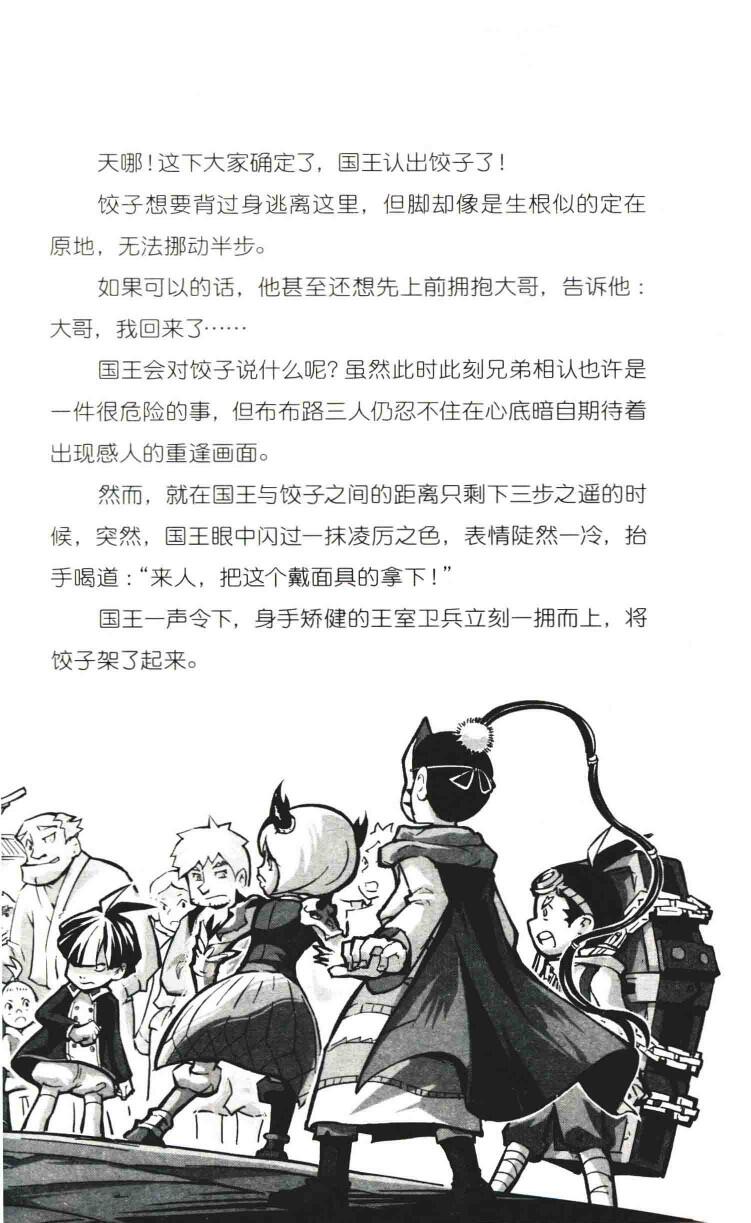 天哪！这下大家确定了，国王认出饺子了！
饺子想要背过身逃离这里，但脚却像是生根似的定在
原地，无法挪动半步。
如果可以的话，他甚至还想先上前拥抱大哥，告诉他：
大哥，我回来了……
国王会对饺子说什么呢？虽然此时此刻兄弟相认也许是
一件很危险的事，但布布路三人仍忍不住在心底暗自期待着
出现感人的重逢画面。
然而，就在国王与饺子之间的距离只剩下三步之遥的时
候，突然，国王眼中闪过一抹凌厉之色，表情陡然一冷，抬
手喝道：“来人，把这个戴面具的拿下！”
国王一声令下，身手矫健的王室卫兵立刻一拥而上，将
饺子架了起来。